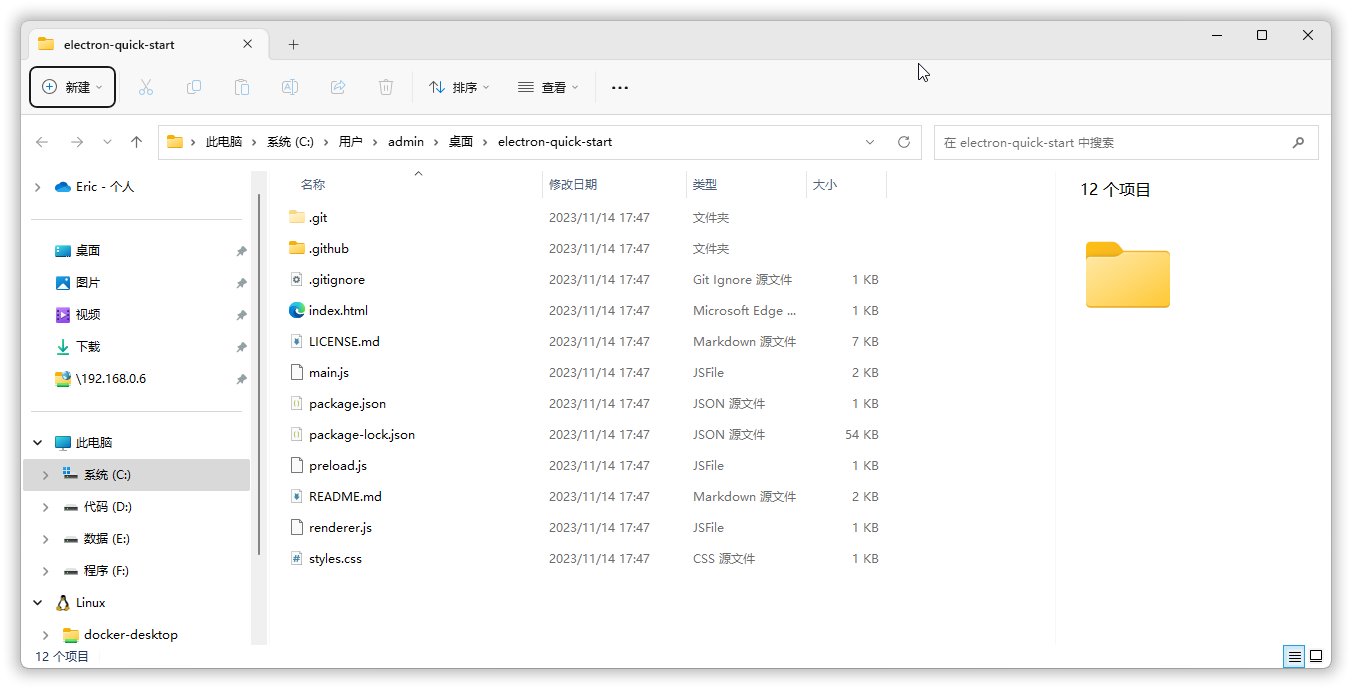 electron-quick-start
新建
排序
查看
此电脑 系统 (C:) 用户 admin 桌面 electron-quick-start
在 electron-quick-start 中搜索
Eric - 个人
桌面
图片
视频
下载
\192.168.0.6
此电脑
系统 (C:)
代码 (D:)
数据 (E:)
程序 (F:)
Linux
docker-desktop
名称 修改日期 类型 大小
.git 2023/11/14 17:47 文件夹
.github 2023/11/14 17:47 文件夹
.gitignore 2023/11/14 17:47 Git Ignore 源文件 1 KB
index.html 2023/11/14 17:47 Microsoft Edge ... 1 KB
LICENSE.md 2023/11/14 17:47 Markdown 源文件 7 KB
main.js 2023/11/14 17:47 JSFile 2 KB
package.json 2023/11/14 17:47 JSON 源文件 1 KB
package-lock.json 2023/11/14 17:47 JSON 源文件 54 KB
preload.js 2023/11/14 17:47 JSFile 1 KB
README.md 2023/11/14 17:47 Markdown 源文件 2 KB
renderer.js 2023/11/14 17:47 JSFile 1 KB
styles.css 2023/11/14 17:47 CSS 源文件 1 KB
12 个项目
12 个项目